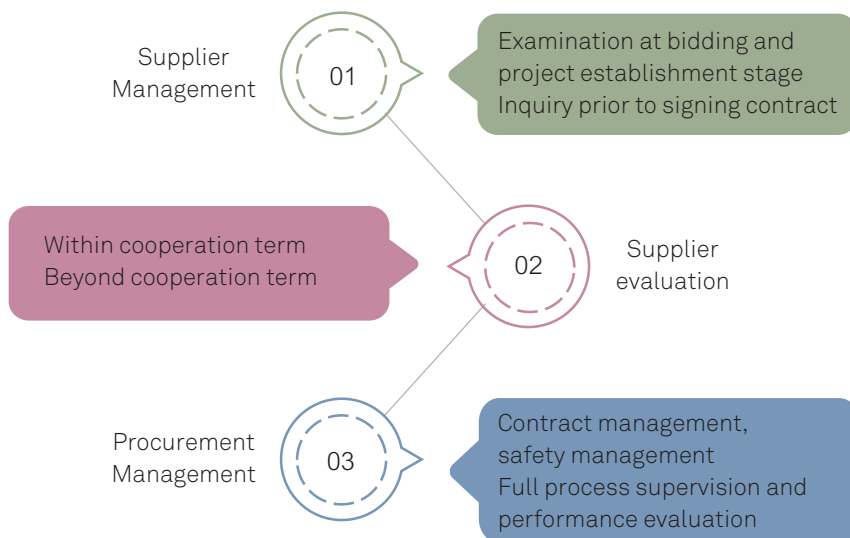 Supplier
Management
01
Examination at bidding and
project establishment stage
Inquiry prior to signing contract
Within cooperation term
Beyond cooperation term
02
Supplier
evaluation
Procurement
Management
03
Contract management,
safety management
Full process supervision and
performance evaluation